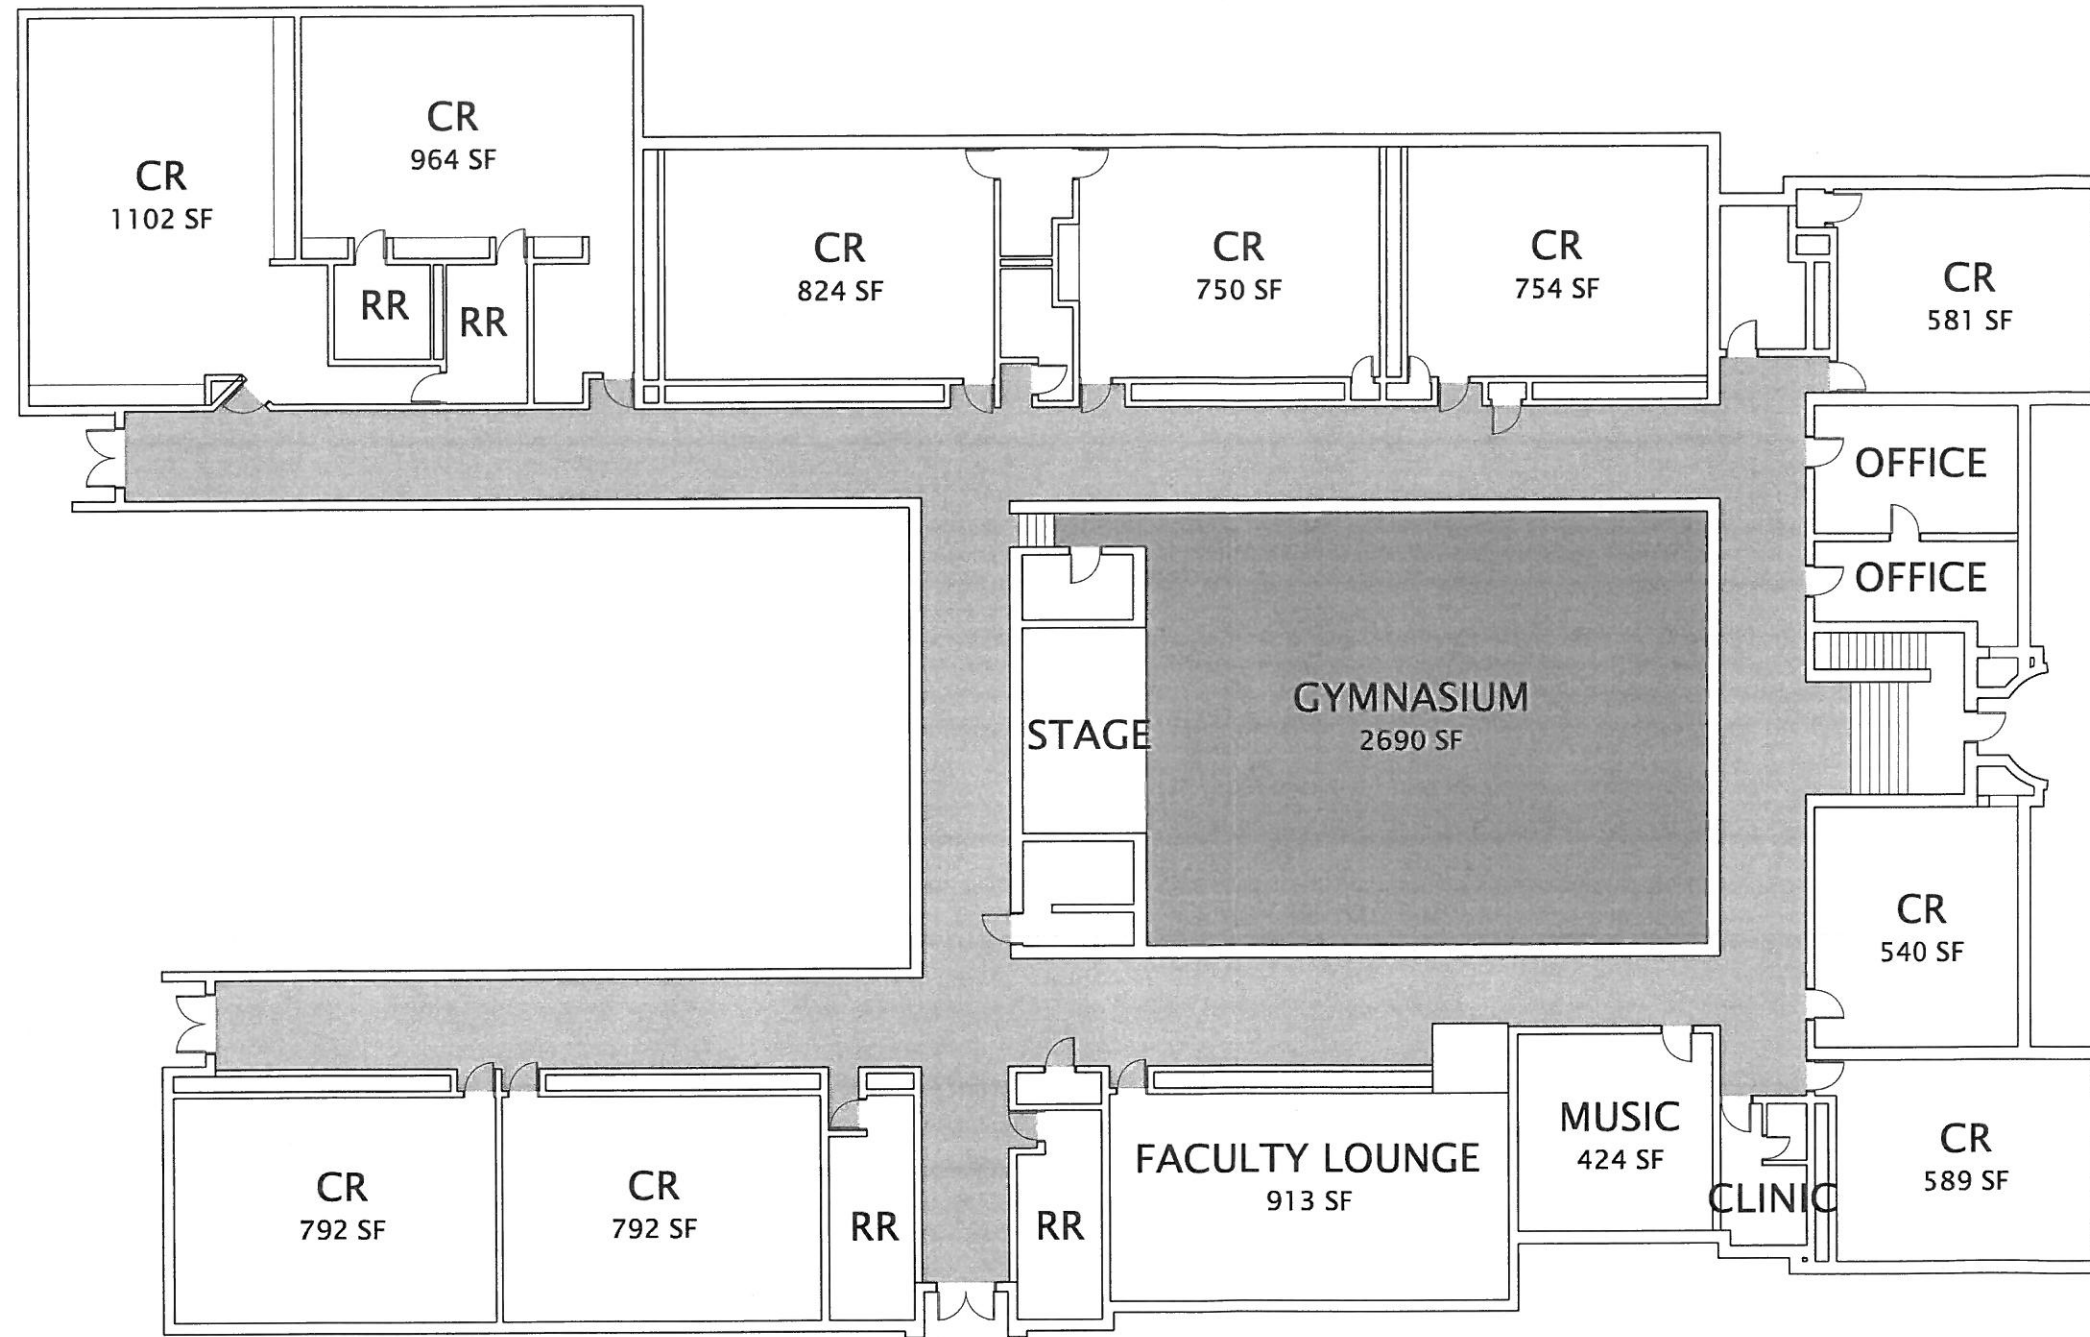 CR
964 SF
CR
1102 SF
CR
824 SF
CR
750 SF
CR
754 SF
CR
581 SF
RR
RR
OFFICE
OFFICE
GYMNASIUM
2690 SF
STAGE
CR
540 SF
MUSIC
424 SF
CR
589 SF
FACULTY LOUNGE
913 SF
CLINIC
CR
792 SF
CR
792 SF
RR
RR